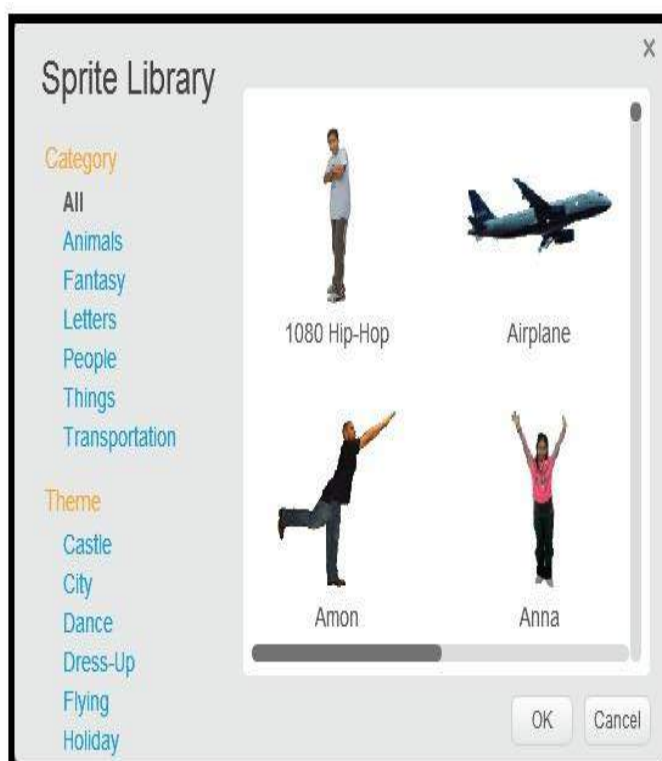 ×
Sprite Library
Category
All
Animals
Fantasy
Letters
People
Things
Transportation
Theme
Castle
City
Dance
Dress-Up
Flying
Holiday
1080 Hip-Hop
Airplane
Amon
Anna
OK
Cancel